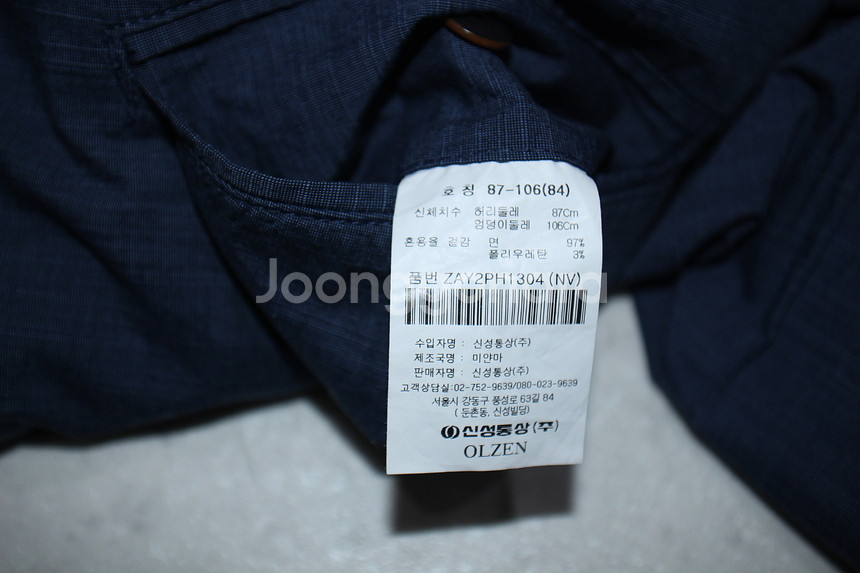 호 칭 87-106(84)
신체치수 허리둘레 87Cm
엉덩이둘레 106Cm
혼용율 겉감 면 97%
폴리우레탄 3%
품번 ZAY2PH1304 (NV)
Joonggonara
수입자명 : 신성통상(주)
제조국명 : 미얀마
판매자명 : 신성통상(주)
고객상담실:02-752-9639/080-023-9639
서울시 강동구 풍성로 63길 84
( 둔촌동, 신성빌딩)
신성통상(주)
OLZEN